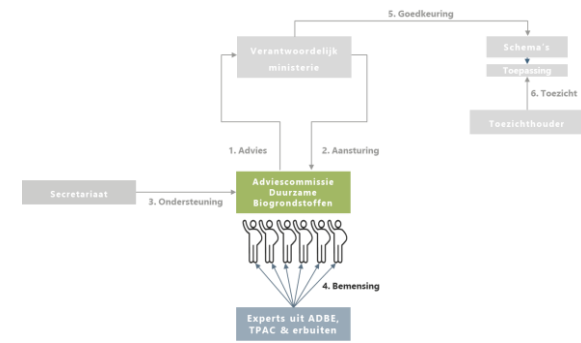 5. Goedkeuring
Verantwoordelijk
ministerie
Schema's
Toepassing
6. Toezicht
Toezichthouder
1. Advies
2. Aansturing
Adviescommissie
Duurzame
Biogrondstoffen
Secretariaat
3. Ondersteuning
4. Bemensing
Experts uit ADBE,
TPAC & erbuiten